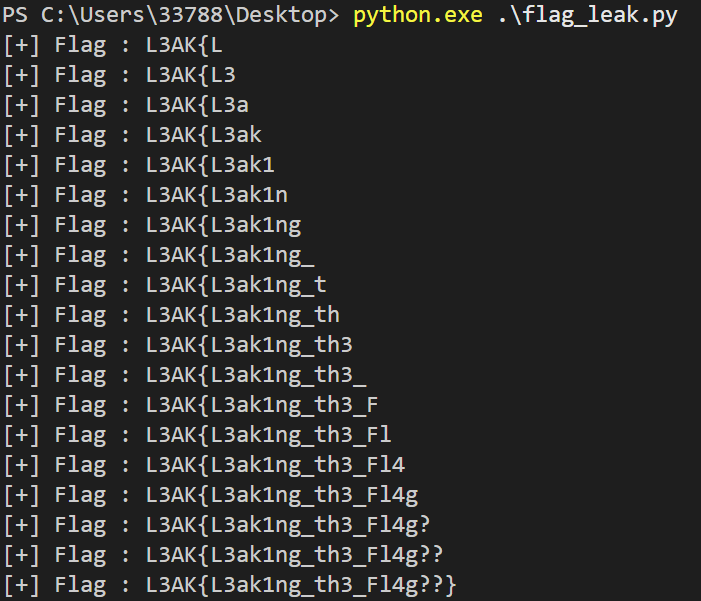 PS C:\Users\33788\Desktop> python.exe .\flag_leak.py
[+] Flag : L3AK{L
[+] Flag : L3AK{L3
[+] Flag : L3AK{L3a
[+] Flag : L3AK{L3ak
[+] Flag : L3AK{L3ak1
[+] Flag : L3AK{L3ak1n
[+] Flag : L3AK{L3ak1ng
[+] Flag : L3AK{L3ak1ng_
[+] Flag : L3AK{L3ak1ng_t
[+] Flag : L3AK{L3ak1ng_th
[+] Flag : L3AK{L3ak1ng_th3
[+] Flag : L3AK{L3ak1ng_th3_
[+] Flag : L3AK{L3ak1ng_th3_F
[+] Flag : L3AK{L3ak1ng_th3_Fl
[+] Flag : L3AK{L3ak1ng_th3_Fl4
[+] Flag : L3AK{L3ak1ng_th3_Fl4g
[+] Flag : L3AK{L3ak1ng_th3_Fl4g?
[+] Flag : L3AK{L3ak1ng_th3_Fl4g??
[+] Flag : L3AK{L3ak1ng_th3_Fl4g??}